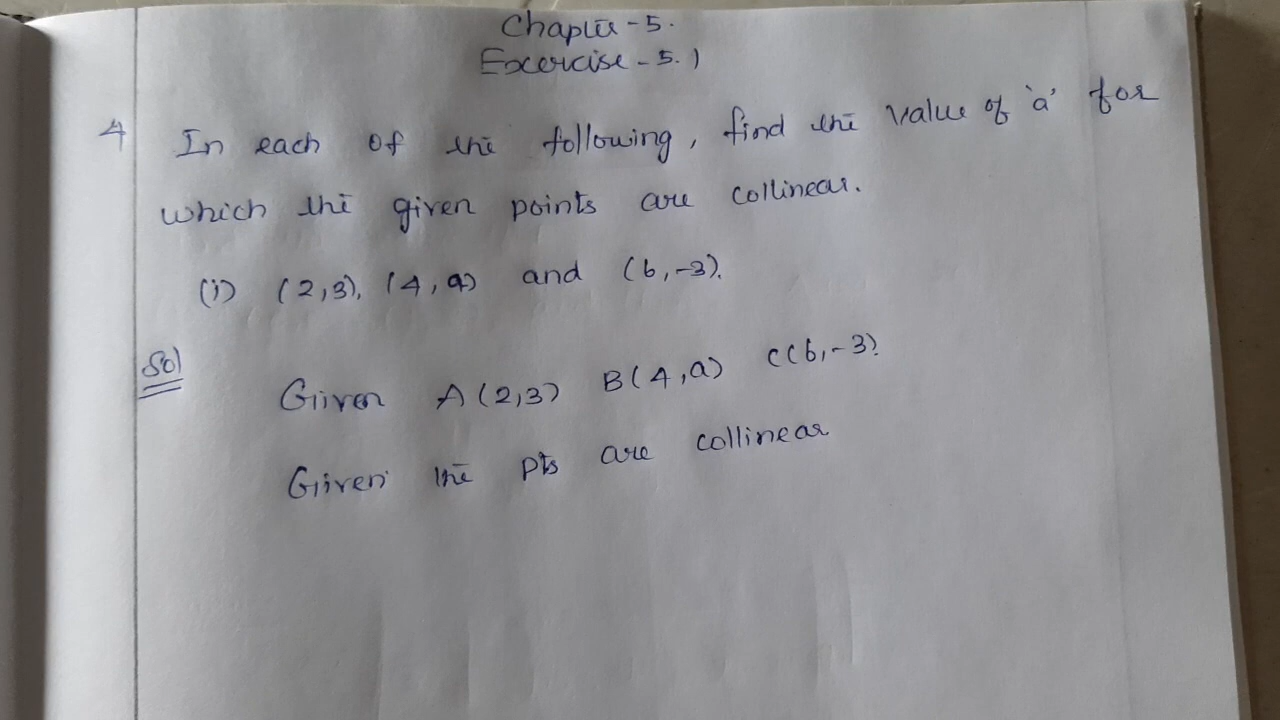 Chapter - 5.
Excercise - 5.1
4 In each of the following, find the value of 'a' for
which the given points are collinear.
(i) (2,3), (4,a) and (6,-3).
Sol
Given A(2,3) B(4,a) C(6,-3).
Given the pts are collinear